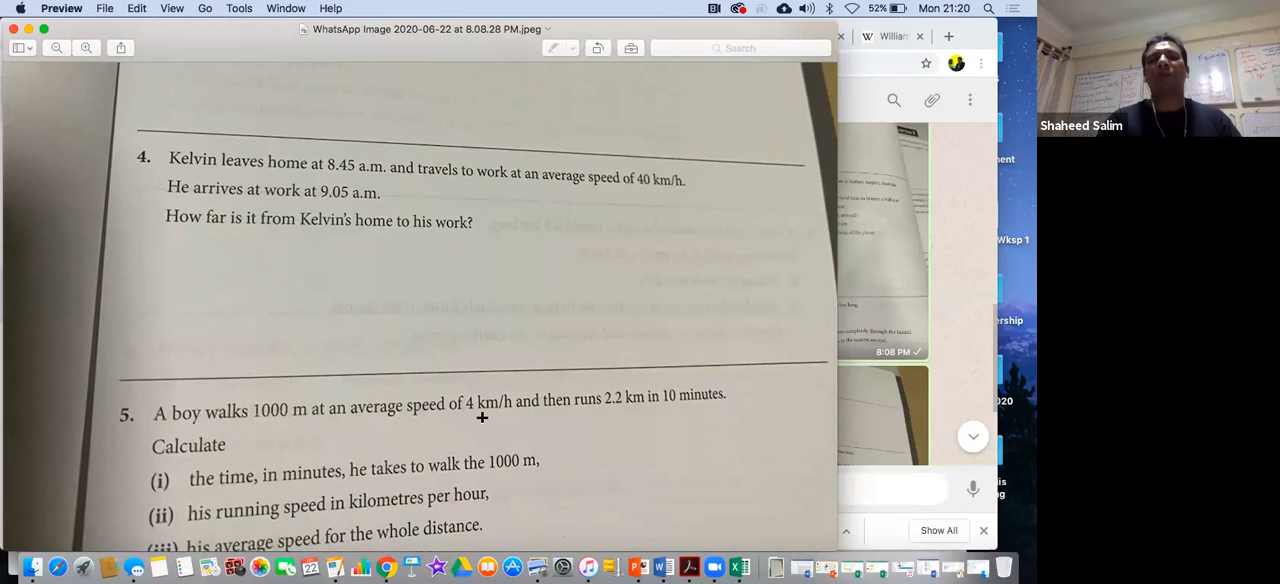 Preview File Edit View Go Tools Window Help
52% Mon 21:20
WhatsApp Image 2020-06-22 at 8.08.28 PM.jpeg
Search
William
4. Kelvin leaves home at 8.45 a.m. and travels to work at an average speed of 40 km/h.
He arrives at work at 9.05 a.m.
How far is it from Kelvin's home to his work?
5. A boy walks 1000 m at an average speed of 4 km/h and then runs 2.2 km in 10 minutes.
Calculate
(i) the time, in minutes, he takes to walk the 1000 m,
(ii) his running speed in kilometres per hour,
(iii) his average speed for the whole distance.
8:08 PM
Show All
Wksp 1
Shaheed Salim